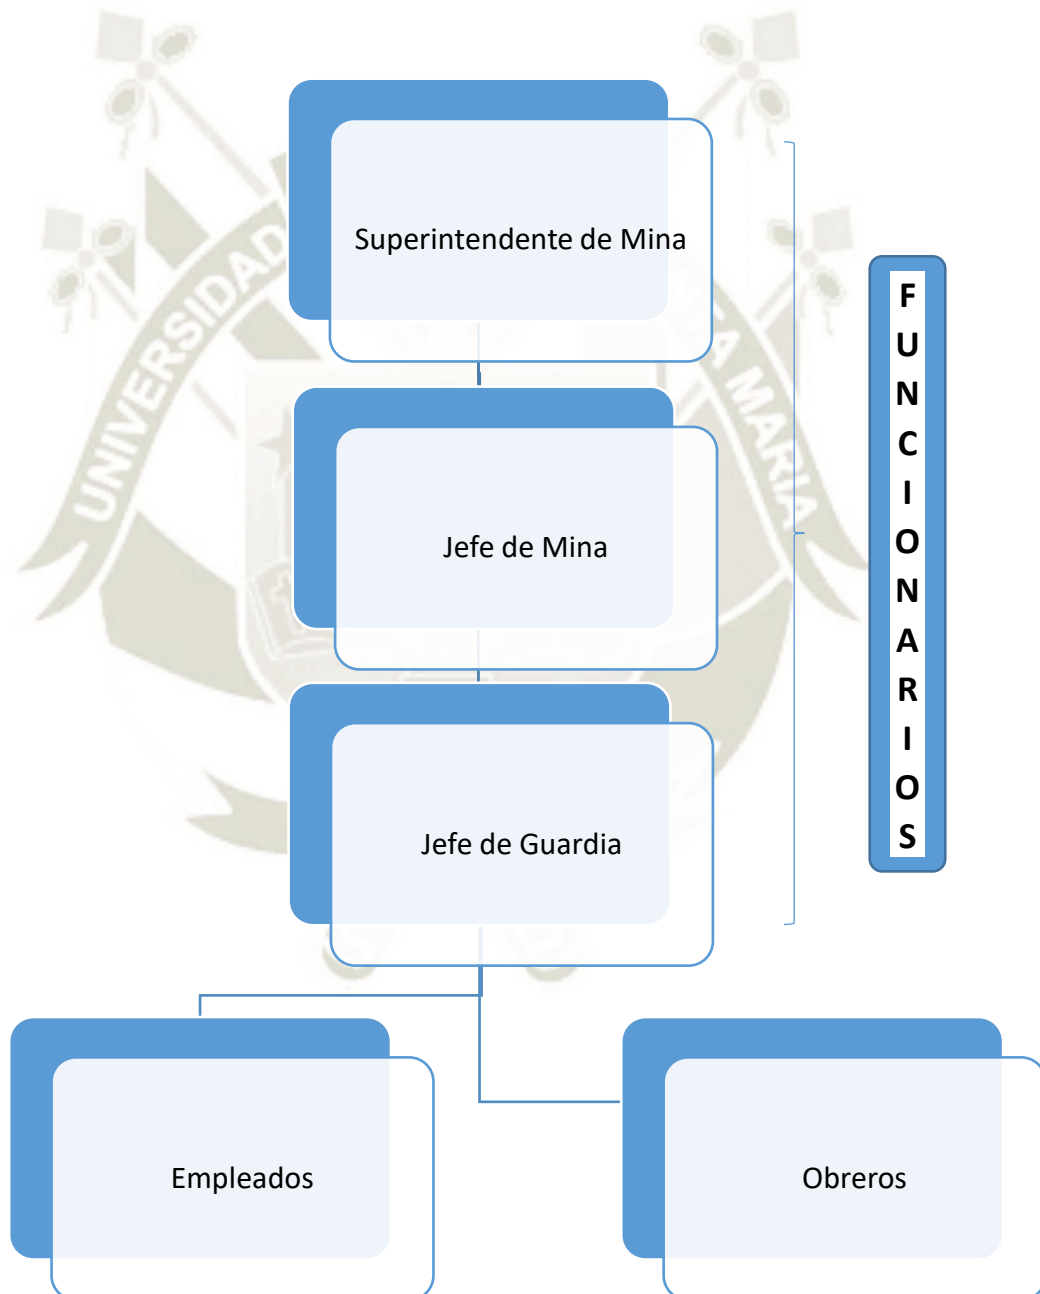 Superintendente de Mina
Jefe de Mina
Jefe de Guardia
Empleados
Obreros
F
U
N
C
I
O
N
A
R
I
O
S
UNIVERSIDAD
MARIA